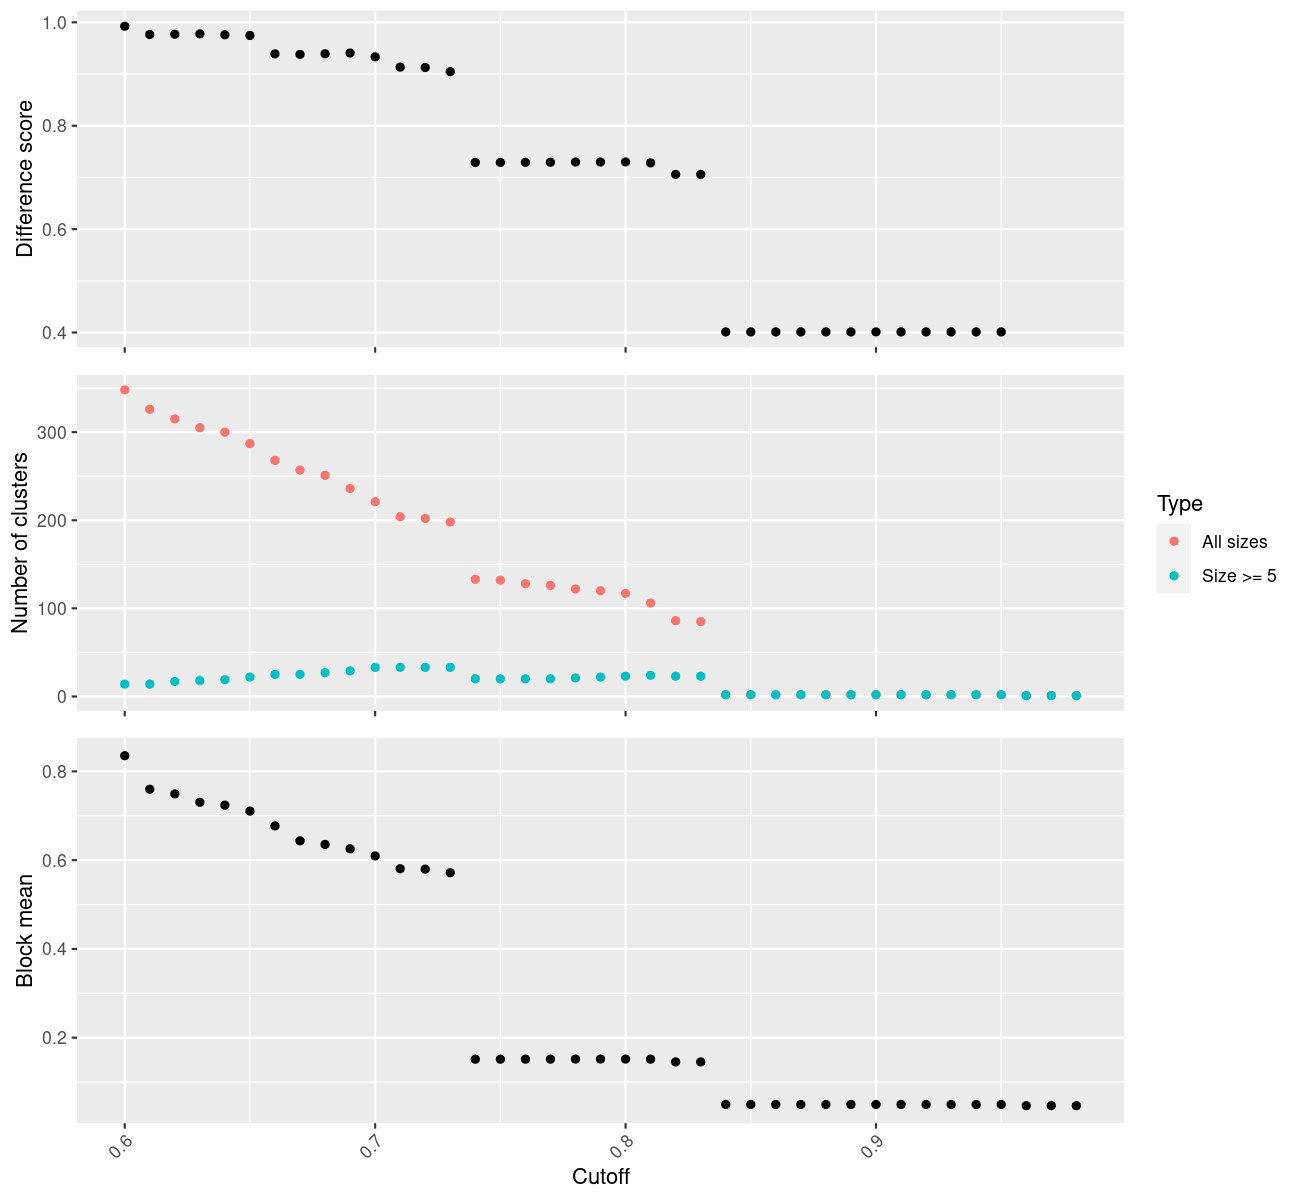 Difference score
1.0
0.8
0.6
0.4
Number of clusters
300
200
100
0
Type
All sizes
Size >= 5
Block mean
0.8
0.6
0.4
0.2
0.6
0.7
0.8
0.9
Cutoff